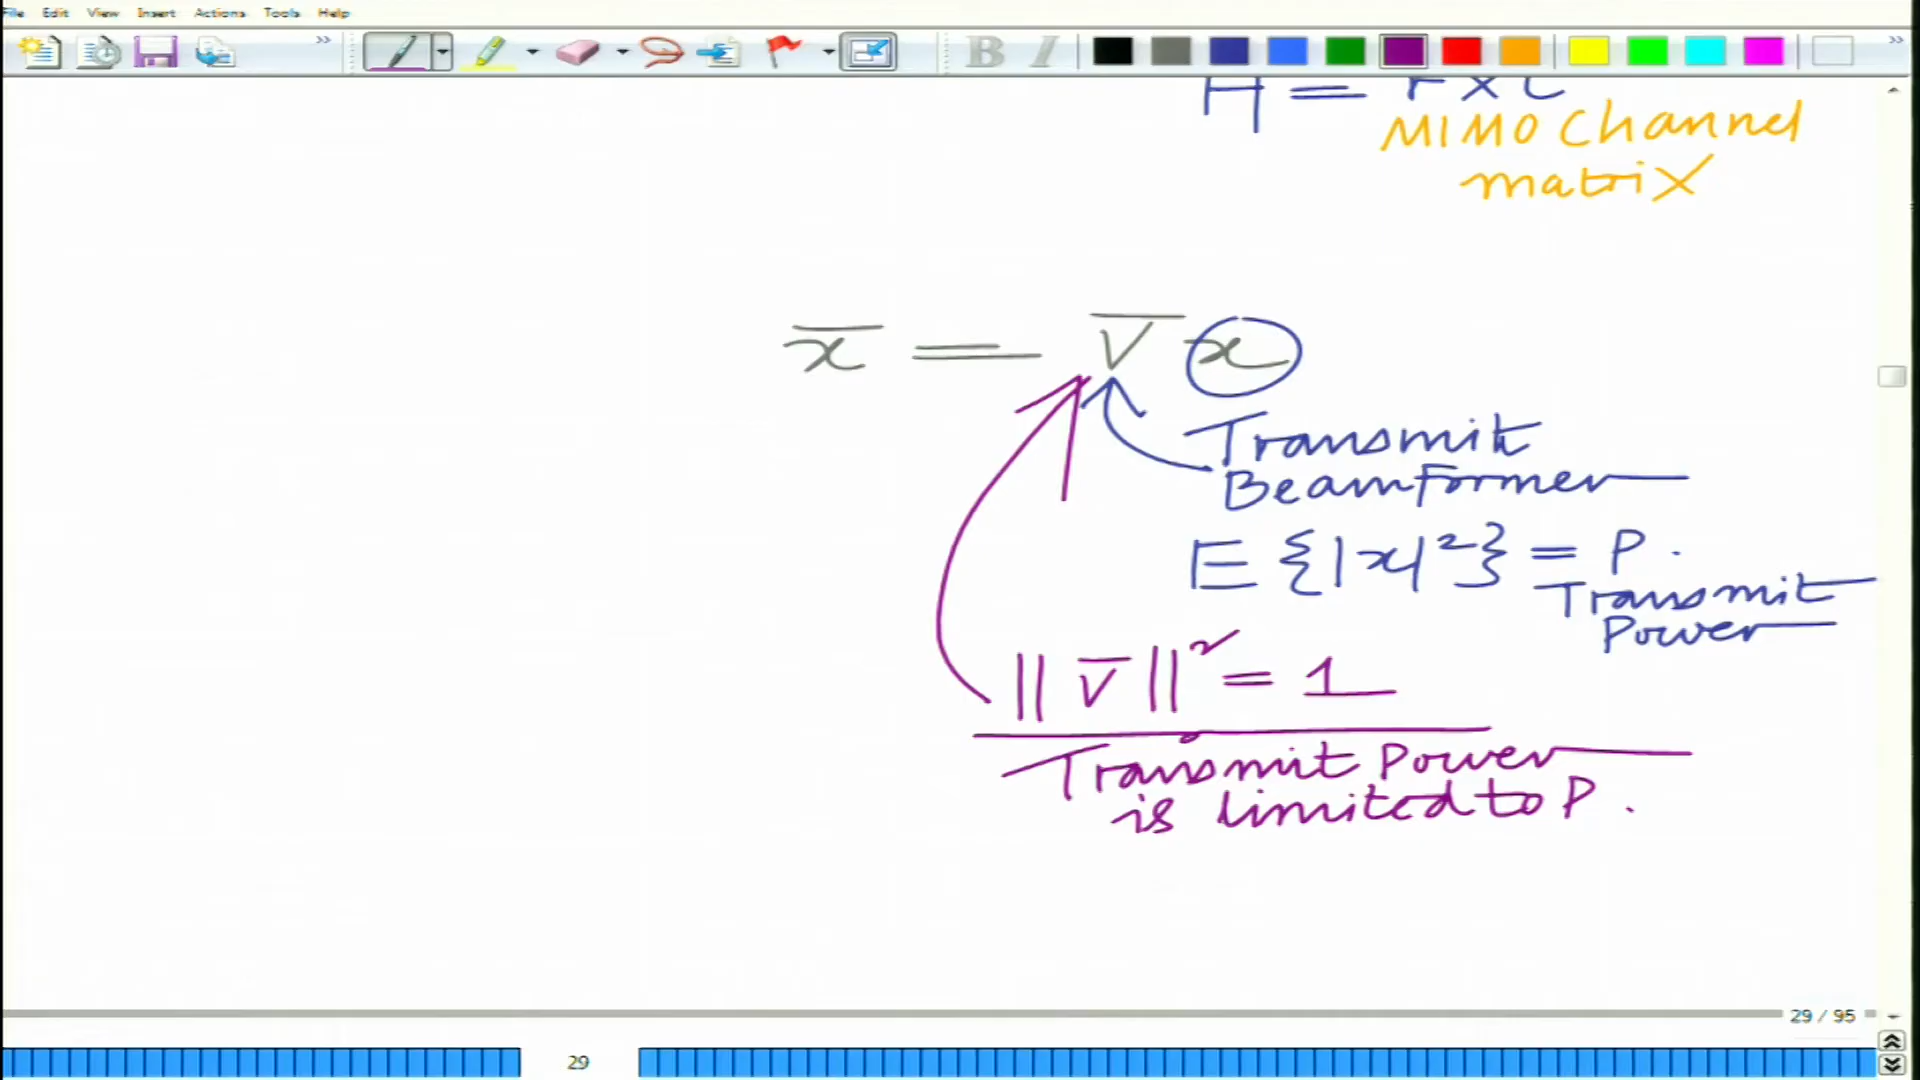 File Edit View Insert Actions Tools Help
B I
H = r x t
MIMO Channel
matrix
x̄ = v̄ x
Transmit
Beamformer
E {|x|²} = P.
Transmit
Power
|| v̄ ||² = 1
Transmit Power
is limited to P.
29 / 95
29